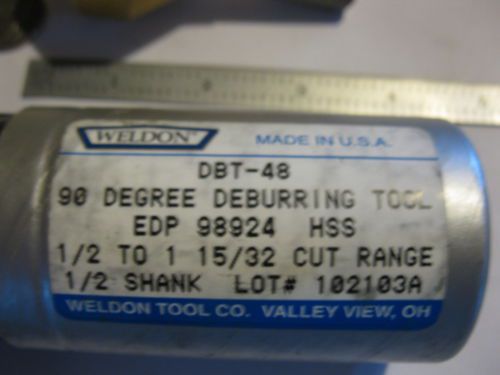 WELDON
MADE IN U.S.A.
DBT-48
90 DEGREE DEBURRING TOOL
EDP 98924 HSS
1/2 TO 1 15/32 CUT RANGE
1/2 SHANK LOT# 102103A
WELDON TOOL CO. VALLEY VIEW, OH